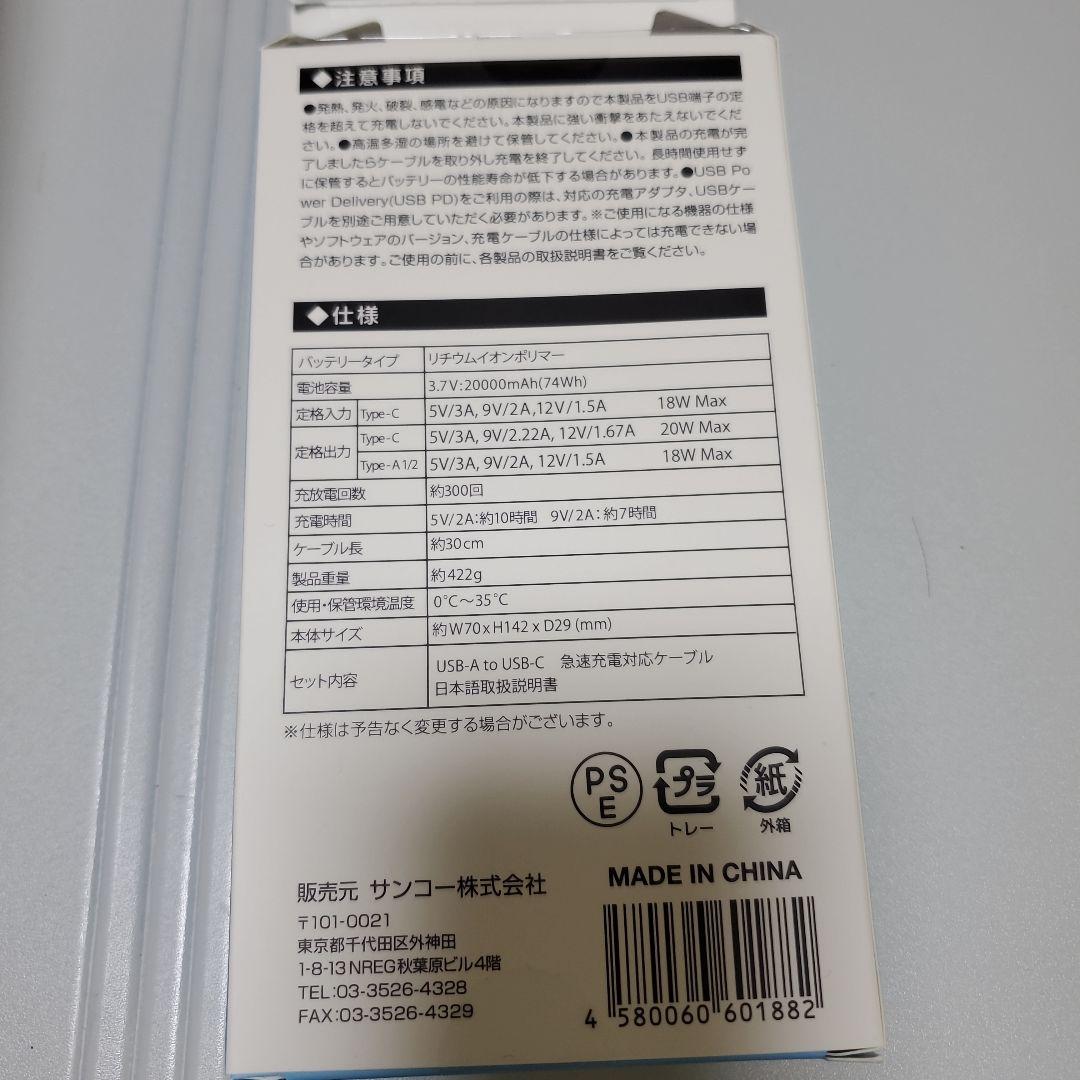 ◆注意事項
●発熱、発火、破裂、感電などの原因になりますので本製品をUSB端子の定
格を超えて充電しないでください。本製品に強い衝撃をあたえないでくだ
さい。●高温多湿の場所を避けて保管してください。●本製品の充電が完
了しましたらケーブルを取り外し充電を終了してください。長時間使用せず
に保管するとバッテリーの性能寿命が低下する場合があります。●USB Po
wer Delivery(USB PD)をご利用の際は、対応の充電アダプタ、USBケー
ブルを別途ご用意していただく必要があります。※ご使用になる機器の仕様
やソフトウェアのバージョン、充電ケーブルの仕様によっては充電できない場
合があります。ご使用の前に、各製品の取扱説明書をご覧ください。
◆仕様
バッテリータイプ リチウムイオンポリマー
電池容量 3.7V:20000mAh(74Wh)
定格入力 Type-C 5V/3A, 9V/2A,12V/1.5A 18W Max
定格出力 Type-C 5V/3A, 9V/2.22A, 12V/1.67A 20W Max
Type-A1/2 5V/3A, 9V/2A, 12V/1.5A 18W Max
充放電回数 約300回
充電時間 5V/2A:約10時間 9V/2A:約7時間
ケーブル長 約30cm
製品重量 約422g
使用・保管環境温度 0℃～35℃
本体サイズ 約W70xH142 x D29 (mm)
セット内容 USB-A to USB-C 急速充電対応ケーブル
日本語取扱説明書
※仕様は予告なく変更する場合がございます。
PS
E
プラ
紙
トレー
外箱
販売元 サンコー株式会社
〒101-0021
東京都千代田区外神田
1-8-13 NREG秋葉原ビル4階
TEL:03-3526-4328
FAX:03-3526-4329
MADE IN CHINA
4 580060 601882